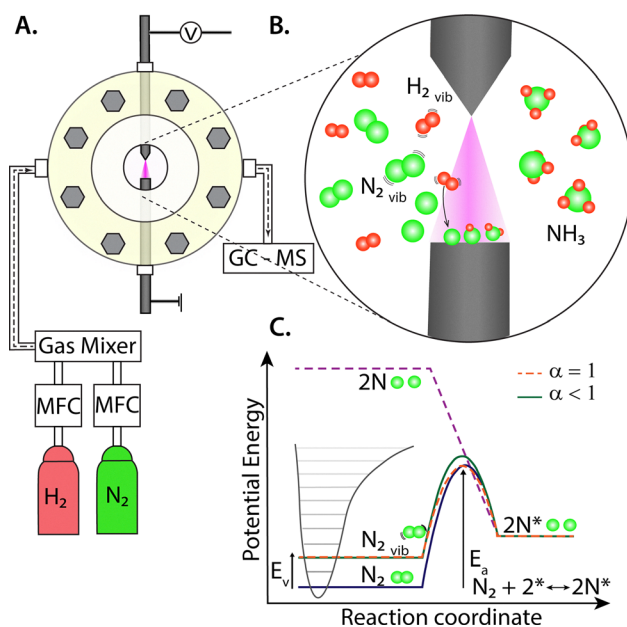 A.
V
GC - MS
Gas Mixer
MFC
MFC
H₂
N₂
B.
H₂ vib
N₂ vib
NH₃
C.
Potential Energy
2N
α = 1
α < 1
N₂ vib
2N*
Eᵥ
N₂
Eₐ
N₂ + 2*↔2N*
Reaction coordinate